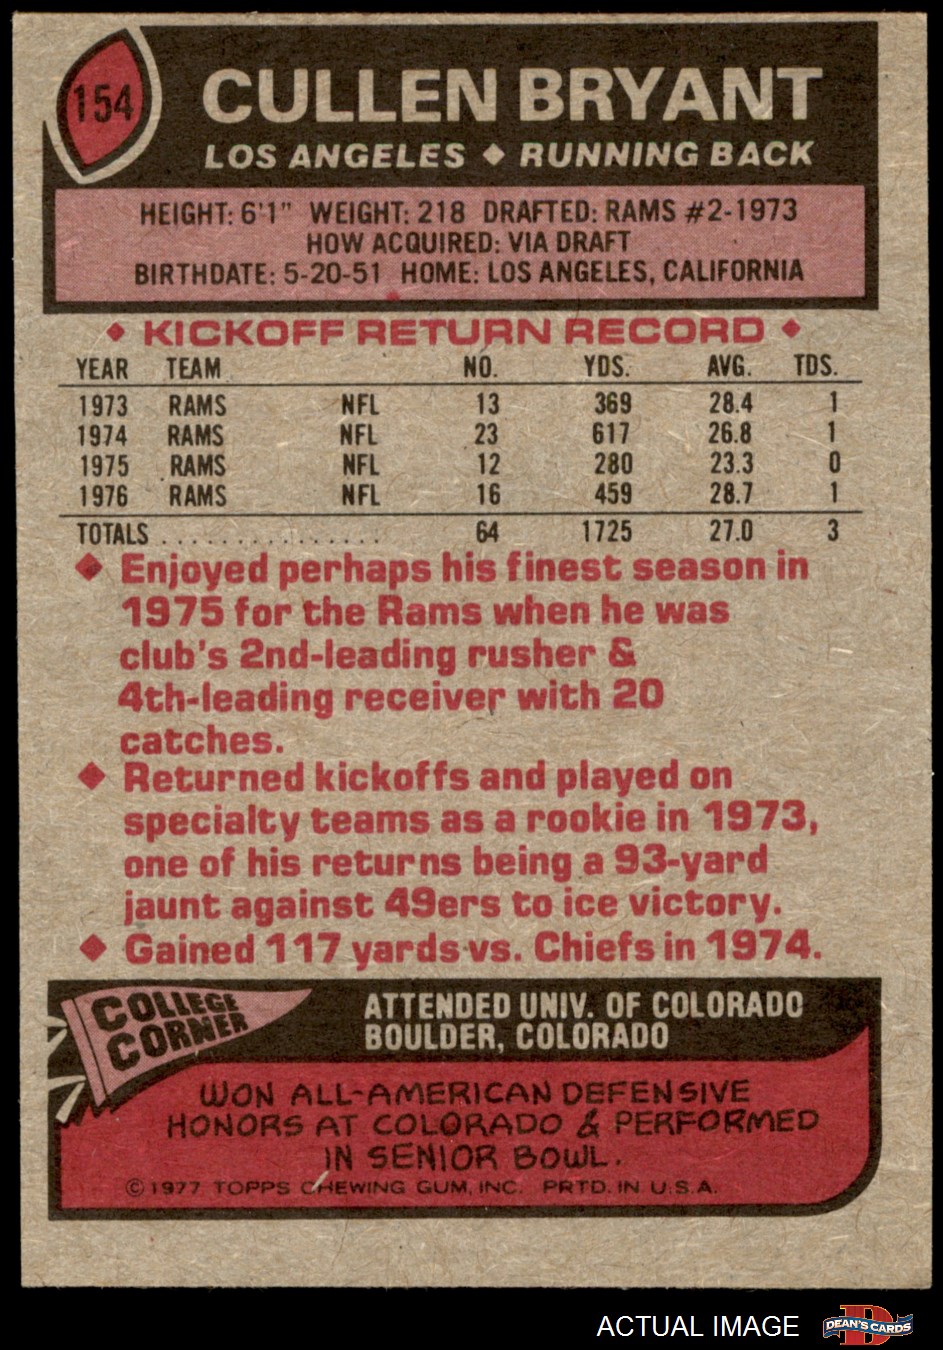 154
CULLEN BRYANT
LOS ANGELES ◆ RUNNING BACK
HEIGHT: 6'1" WEIGHT: 218 DRAFTED: RAMS #2-1973
HOW ACQUIRED: VIA DRAFT
BIRTHDATE: 5-20-51 HOME: LOS ANGELES, CALIFORNIA
◆ KICKOFF RETURN RECORD ◆
YEAR TEAM NO. YDS. AVG. TDS.
1973 RAMS NFL 13 369 28.4 1
1974 RAMS NFL 23 617 26.8 1
1975 RAMS NFL 12 280 23.3 0
1976 RAMS NFL 16 459 28.7 1
TOTALS . . . . . . . . . . . . . . . 64 1725 27.0 3
◆ Enjoyed perhaps his finest season in
1975 for the Rams when he was
club's 2nd-leading rusher &
4th-leading receiver with 20
catches.
◆ Returned kickoffs and played on
specialty teams as a rookie in 1973,
one of his returns being a 93-yard
jaunt against 49ers to ice victory.
◆ Gained 117 yards vs. Chiefs in 1974.
COLLEGE
CORNER
ATTENDED UNIV. OF COLORADO
BOULDER, COLORADO
WON ALL-AMERICAN DEFENSIVE
HONORS AT COLORADO & PERFORMED
IN SENIOR BOWL.
© 1977 TOPPS CHEWING GUM, INC. PRTD. IN U.S.A.
ACTUAL IMAGE
DEAN'S CARDS